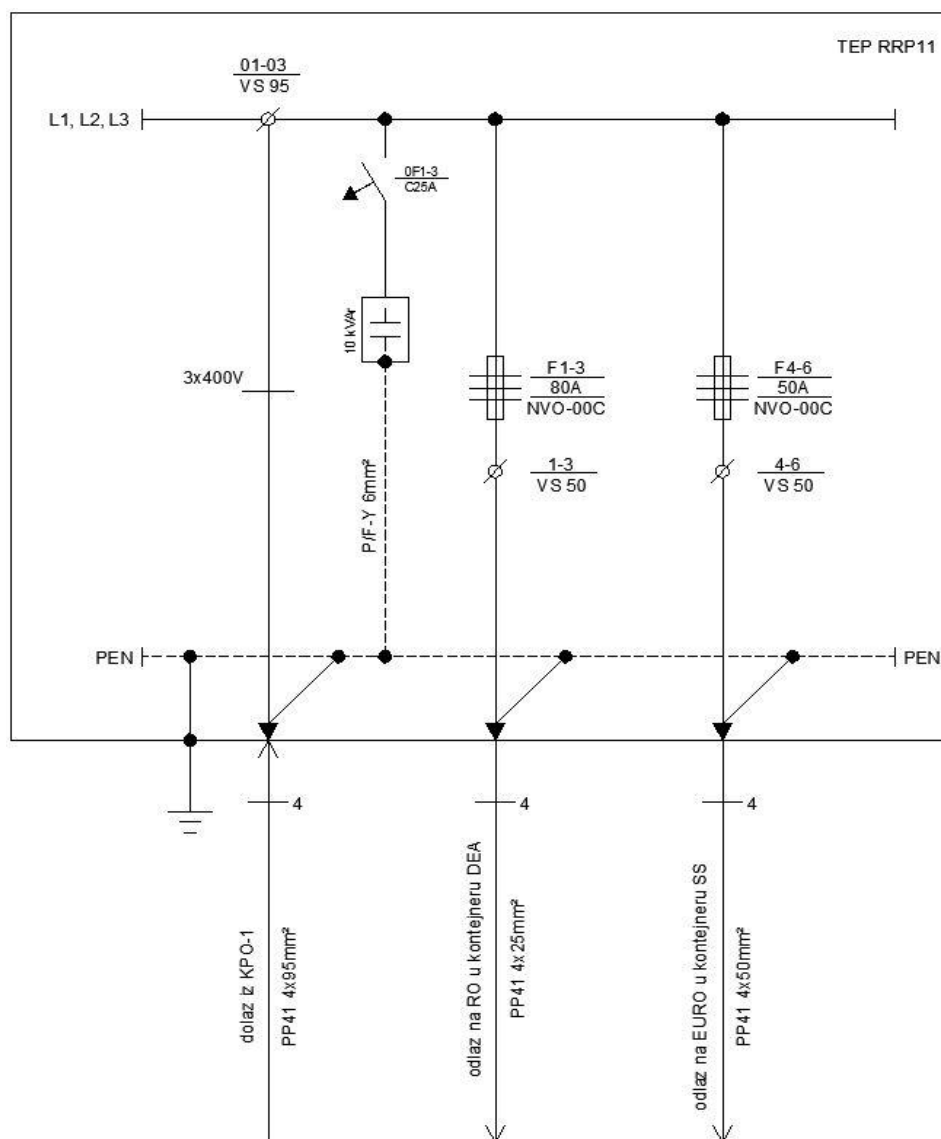 TEP RRP11
01-03
VS 95
L1, L2, L3
0F1-3
C25A
10 kVAr
3x400V
F1-3
80A
NVO-00C
F4-6
50A
NVO-00C
1-3
VS 50
4-6
VS 50
P/F-Y 6mm²
PEN
PEN
4
4
4
dolaz iz KPO-1
PP41 4x95mm²
odlaz na RO u kontejneru DEA
PP41 4x25mm²
odlaz na EURO u kontejneru SS
PP41 4x50mm²